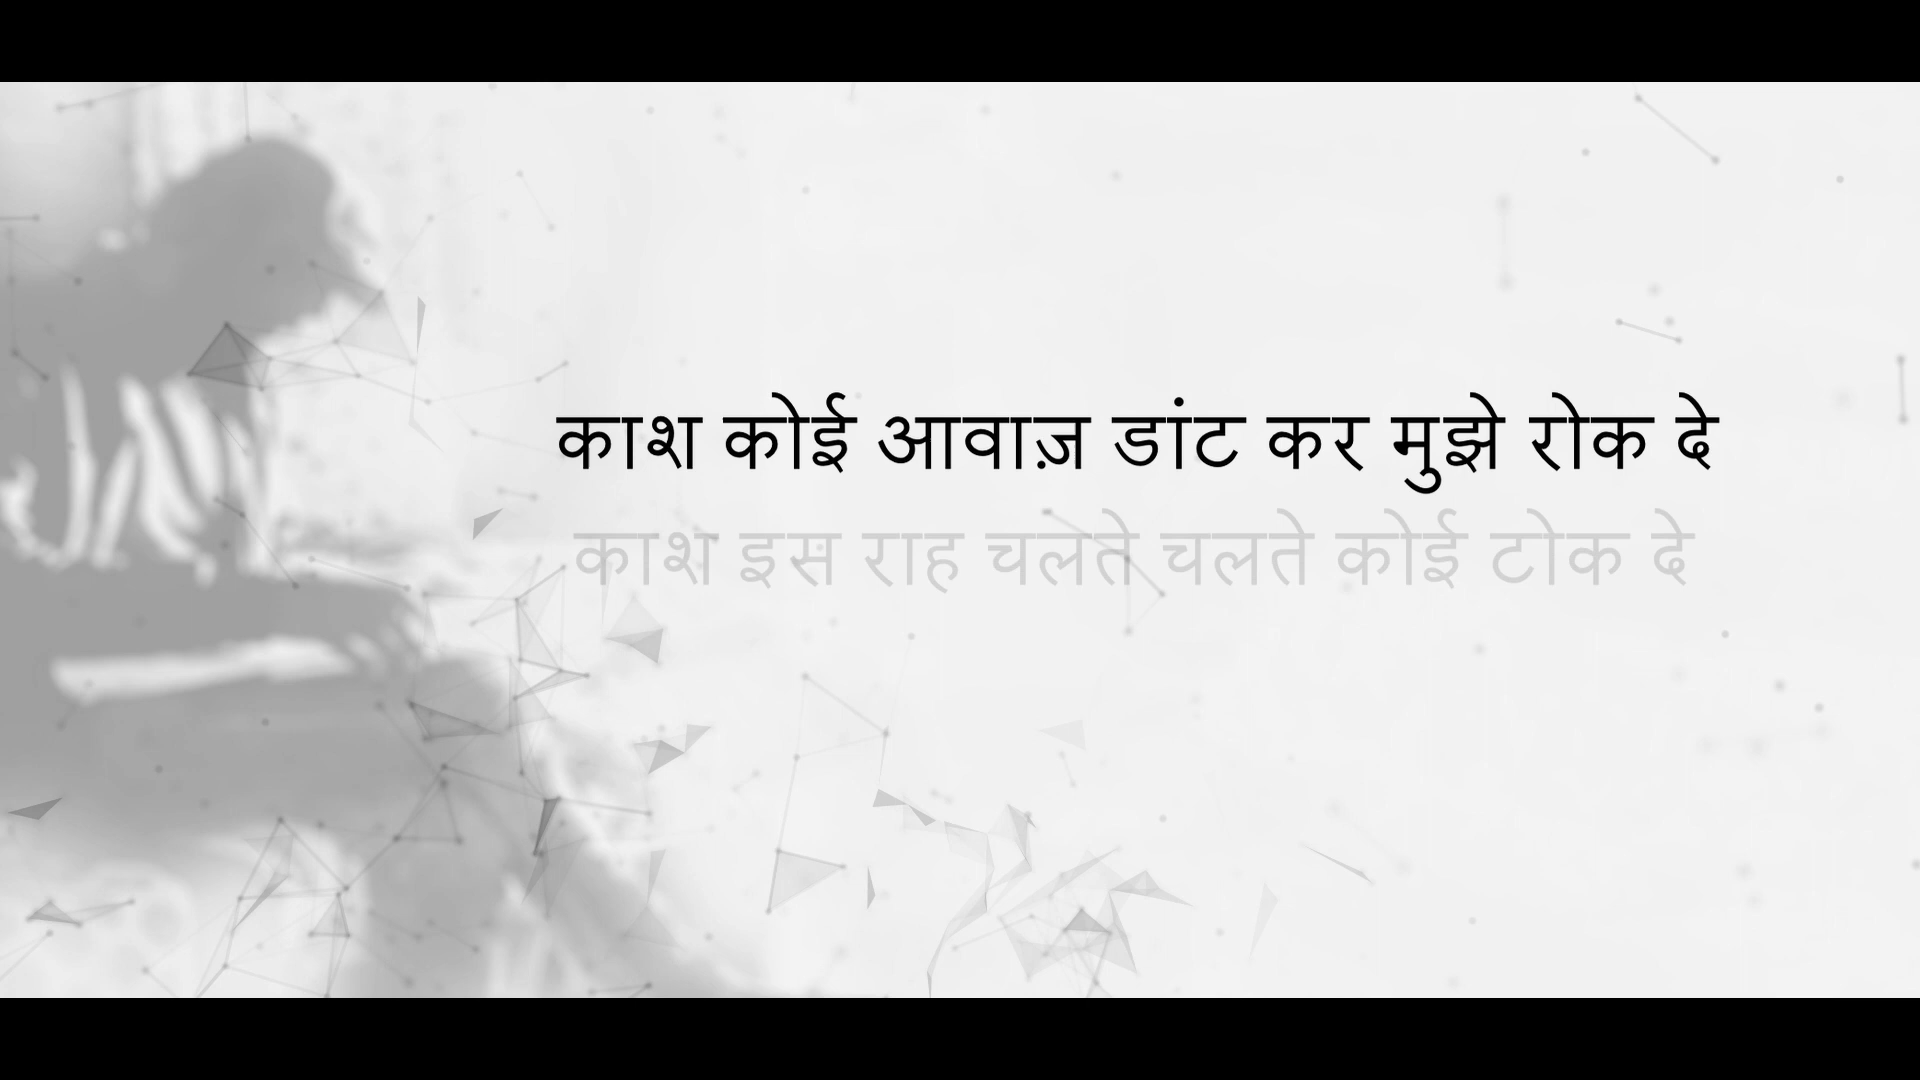 काश कोई आवाज़ डांट कर मुझे रोक दे
काश इस राह चलते चलते कोई टोक दे